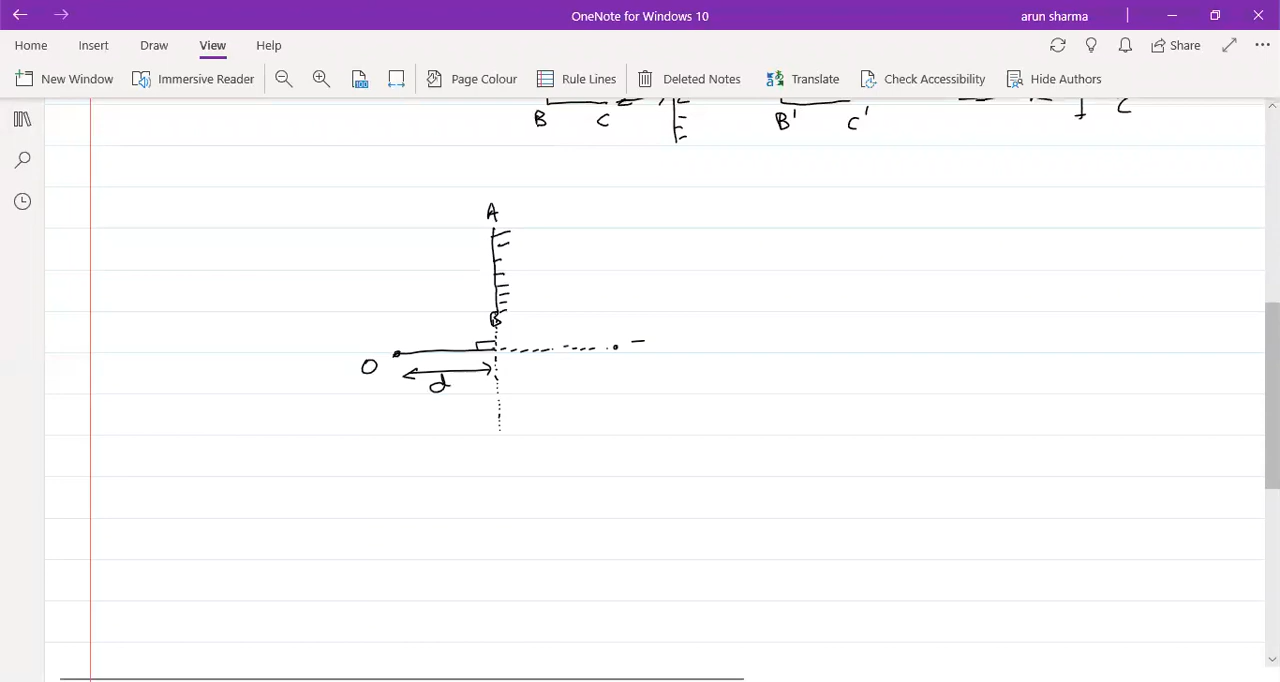 OneNote for Windows 10
arun sharma
Home Insert Draw View Help
Share
New Window Immersive Reader Page Colour Rule Lines Deleted Notes Translate Check Accessibility Hide Authors
B C B' C' C
A
B
O
d